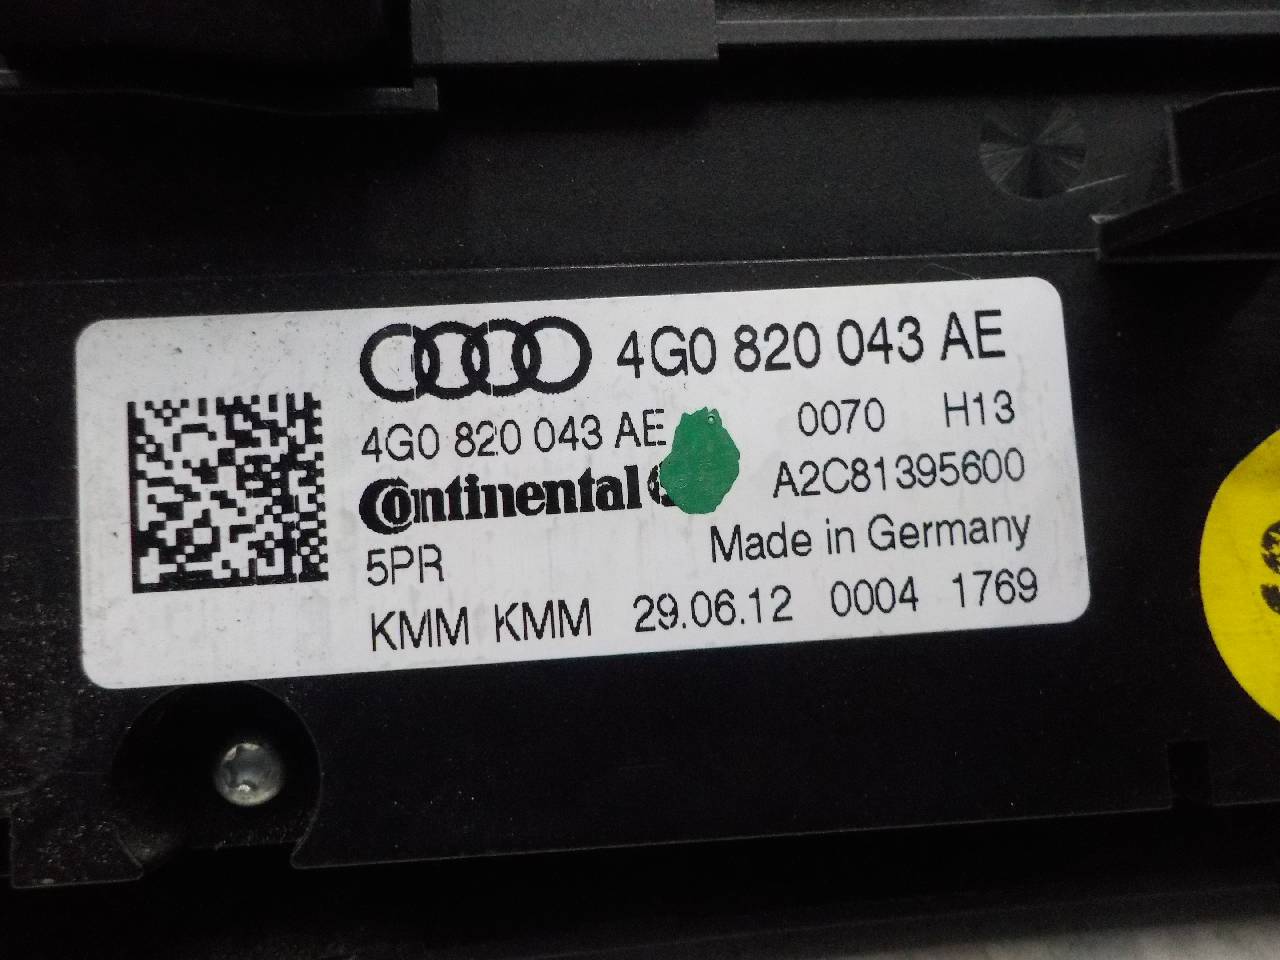 4G0 820 043 AE
4G0 820 043 AE 0070 H13
Continental A2C81395600
5PR Made in Germany
KMM KMM 29.06.12 0004 1769